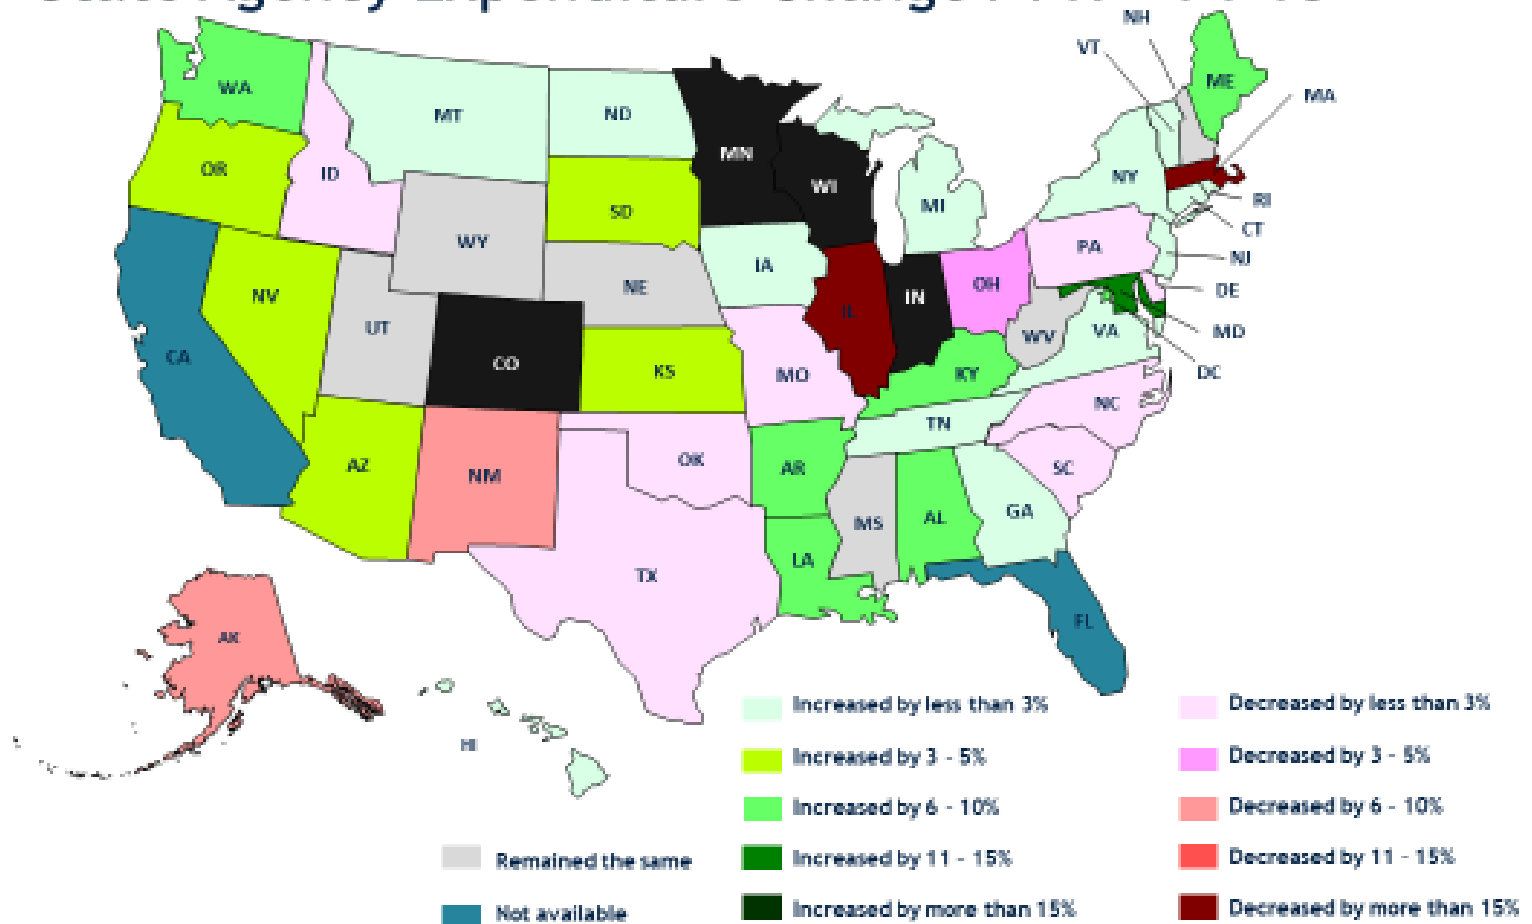 State Agency Expenditure Change FY
NH
VT
WA
ME
MA
MT
ND
MN
OR
ID
WI
NY
SD
MI
RI
WY
CT
IA
PA
NJ
NV
NE
IN
OH
DE
UT
IL
WV
VA
MD
CA
CO
KS
MO
KY
DC
NC
TN
AZ
NM
OK
AR
SC
MS
AL
GA
LA
TX
FL
AK
HI
Increased by less than 3%
Decreased by less than 3%
Increased by 3 - 5%
Decreased by 3 - 5%
Increased by 6 - 10%
Decreased by 6 - 10%
Remained the same
Increased by 11 - 15%
Decreased by 11 - 15%
Not available
Increased by more than 15%
Decreased by more than 15%